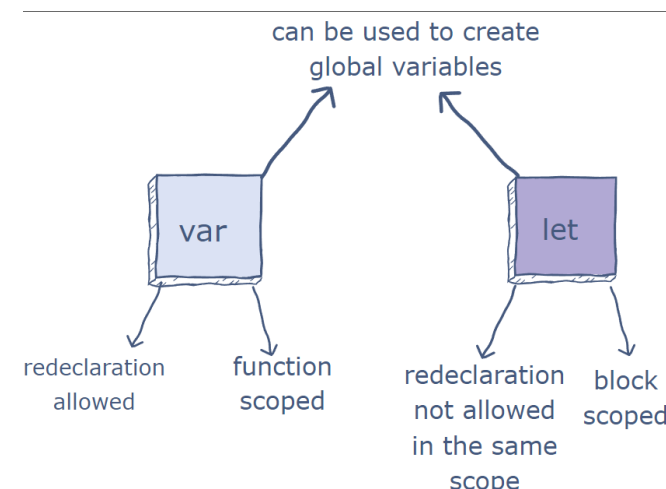 can be used to create
global variables
var
let
redeclaration
allowed
function
scoped
redeclaration
not allowed
in the same
scope
block
scoped